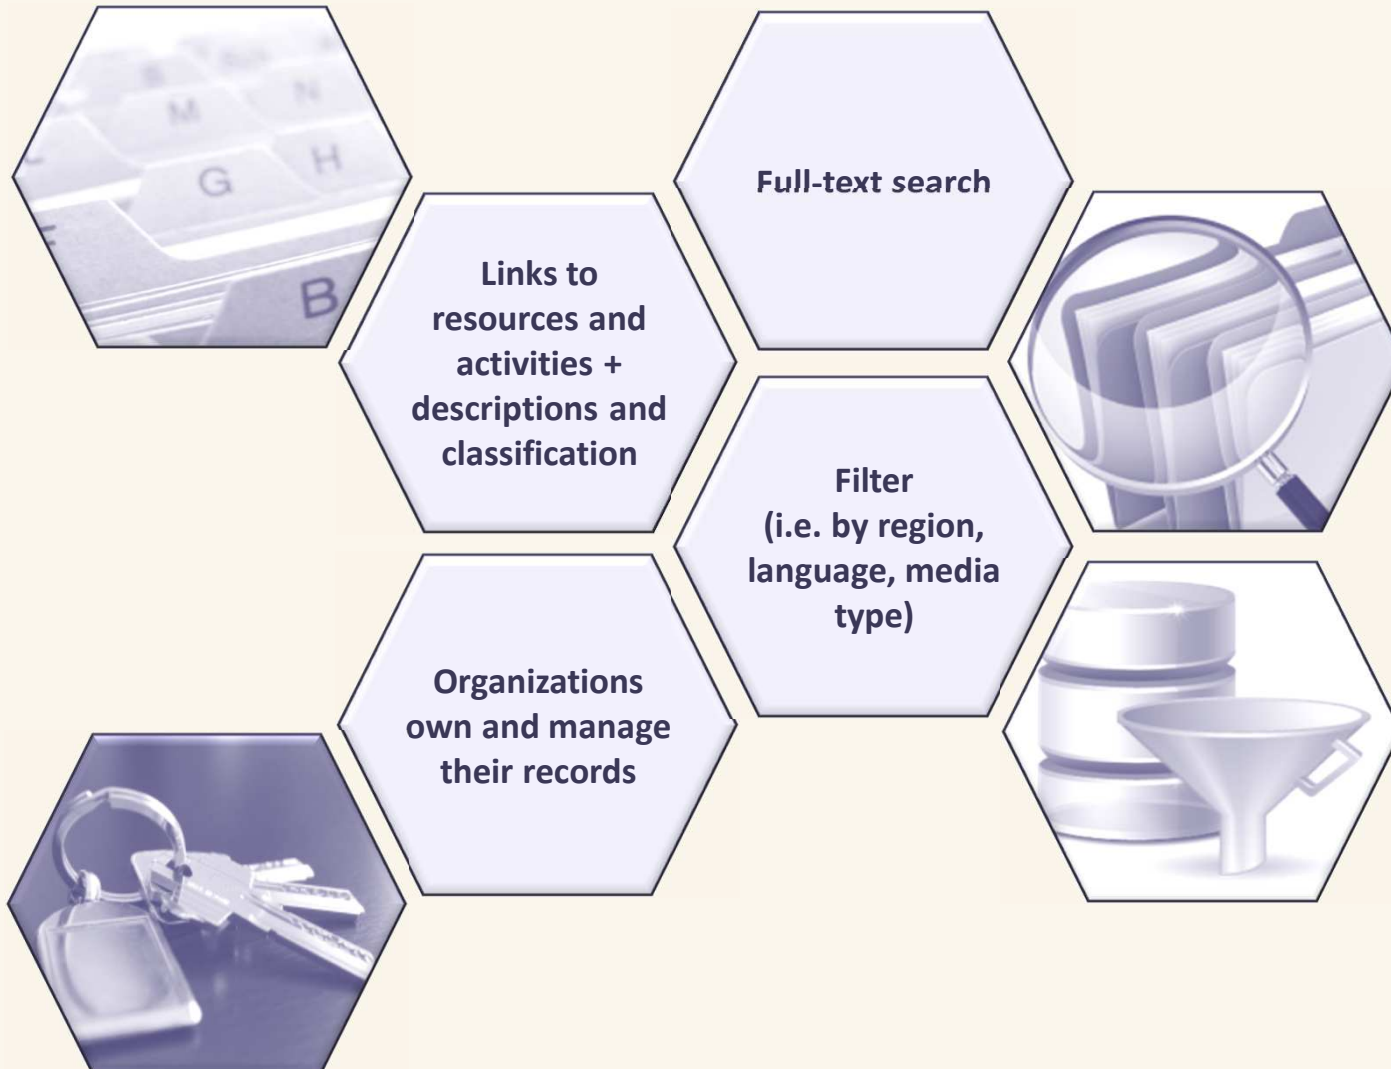 M
N
G
H
B
Full-text search
Links to
resources and
activities +
descriptions and
classification
Filter
(i.e. by region,
language, media
type)
Organizations
own and manage
their records